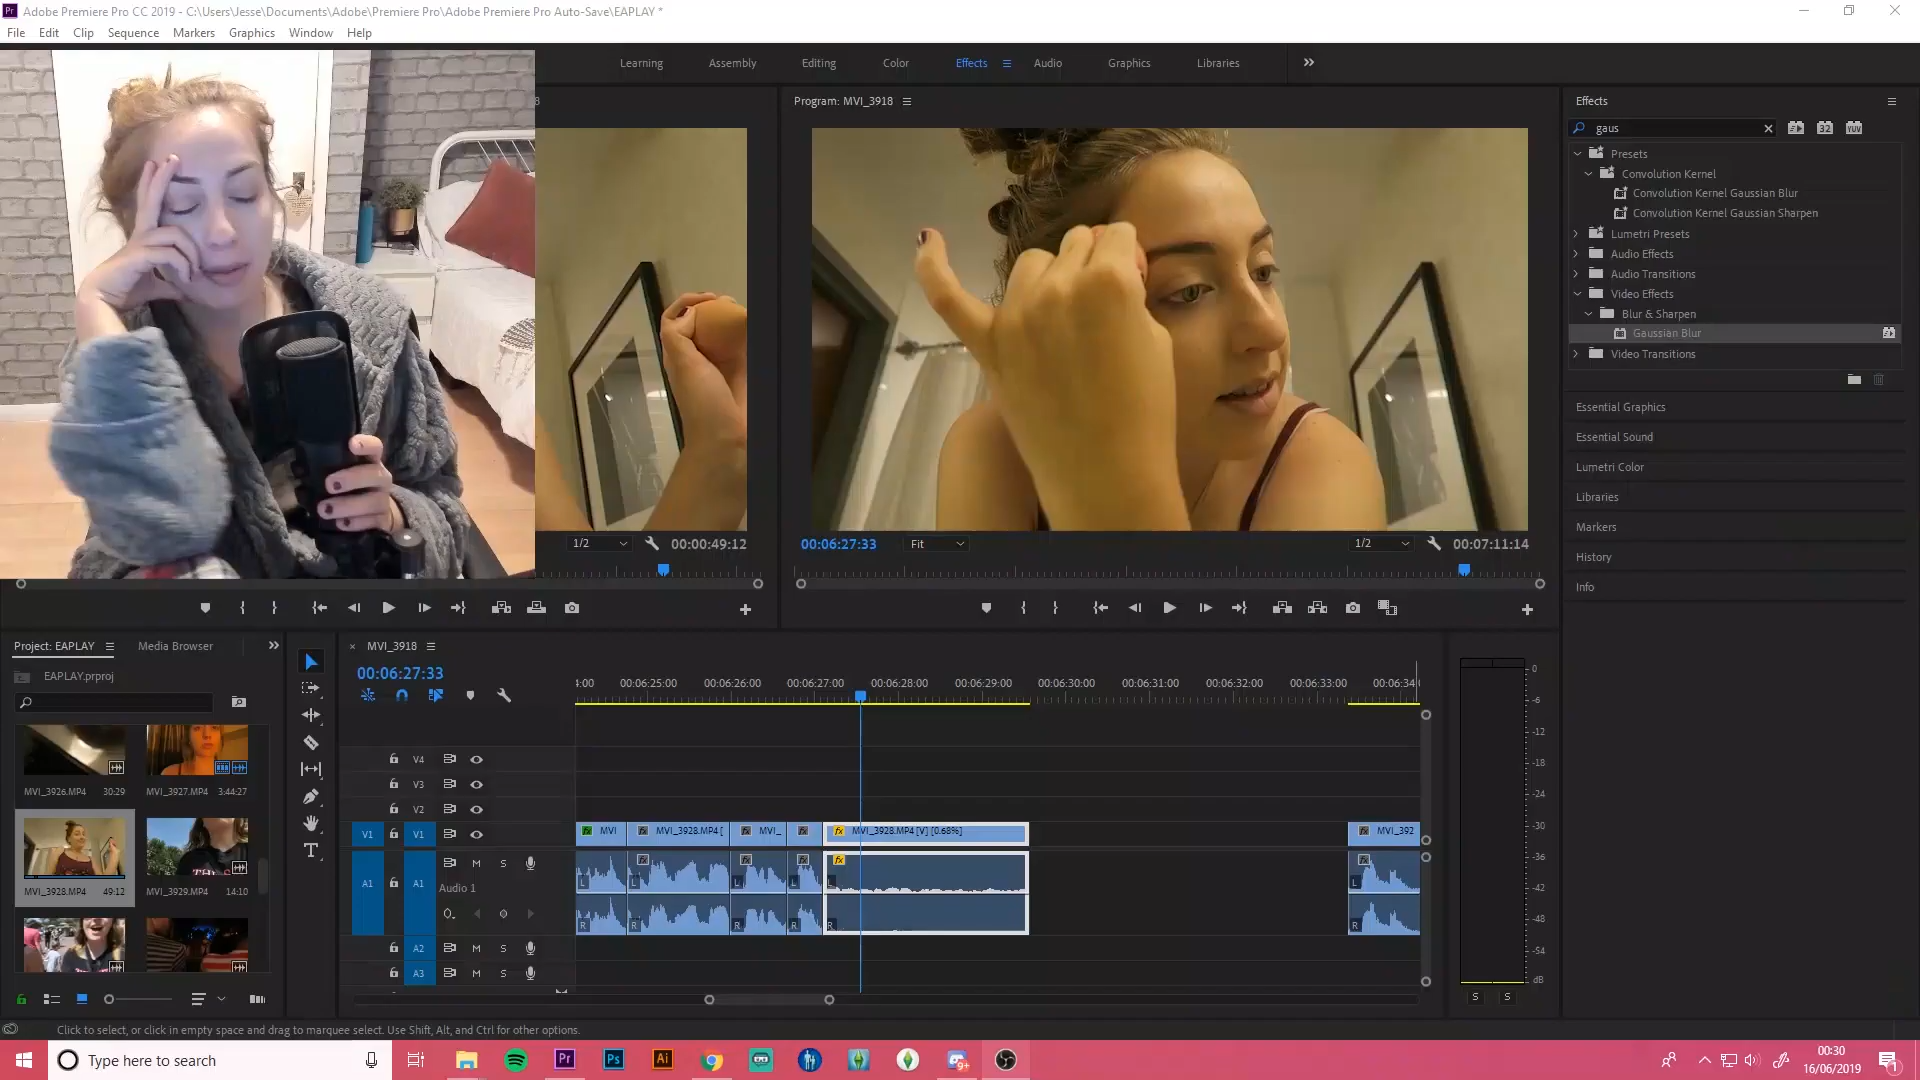 Adobe Premiere Pro CC 2019 - C:\Users\Jesse\Documents\Adobe\Premiere Pro\Adobe Premiere Pro Auto-Save\EAPLAY *
File Edit Clip Sequence Markers Graphics Window Help
Learning Assembly Editing Color Effects Audio Graphics Libraries
Program: MVI_3918
Effects
gaus
Presets
Convolution Kernel
Convolution Kernel Gaussian Blur
Convolution Kernel Gaussian Sharpen
Lumetri Presets
Audio Effects
Audio Transitions
Video Effects
Blur & Sharpen
Gaussian Blur
Video Transitions
Essential Graphics
Essential Sound
Lumetri Color
Libraries
Markers
History
Info
1/2 00:00:49:12
00:06:27:33 Fit 1/2 00:07:11:14
Project: EAPLAY Media Browser
EAPLAY.prproj
MVI_3926.MP4 30:29
MVI_3927.MP4 3:44:27
MVI_3928.MP4 49:12
MVI_3929.MP4 14:10
MVI_3918
00:06:27:33
4:00 00:06:25:00 00:06:26:00 00:06:27:00 00:06:28:00 00:06:29:00 00:06:30:00 00:06:31:00 00:06:32:00 00:06:33:00 00:06:34:0
V4
V3
V2
V1 V1 MVI MVI_3928.MP4 [ MVI_ MVI_3928.MP4 [V] [0.68%] MVI_392
A1 A1 M S
Audio 1
L L L L L L
R R R R R R
A2 M S
A3 M S
0
-6
-12
-18
-24
-30
-36
-42
-48
-54
dB
S S
Click to select, or click in empty space and drag to marquee select. Use Shift, Alt, and Ctrl for other options.
Type here to search
Pr Ps Ai 9+
00:30
16/06/2019
1